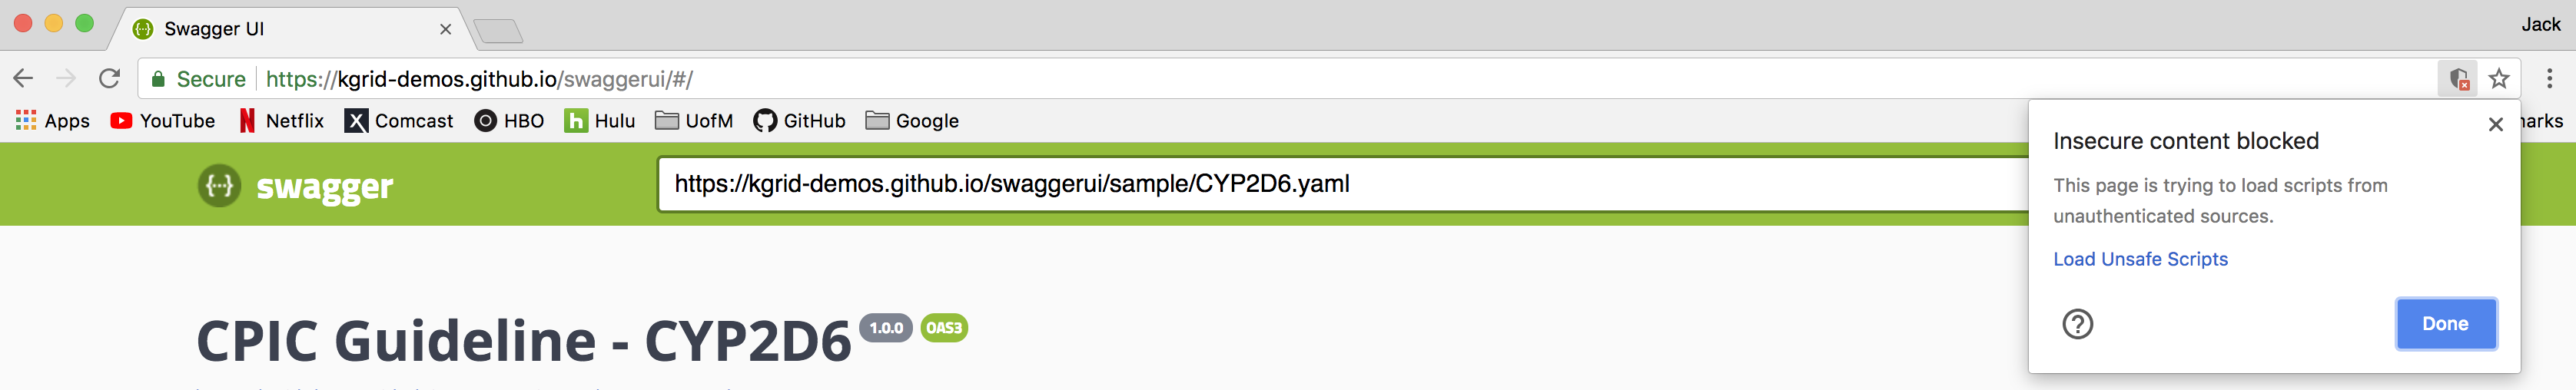 Swagger UI
Jack
Secure https://kgrid-demos.github.io/swaggerui/#/
Apps YouTube Netflix Comcast HBO Hulu UofM GitHub Google arks
{···} swagger
https://kgrid-demos.github.io/swaggerui/sample/CYP2D6.yaml
Insecure content blocked
This page is trying to load scripts from
unauthenticated sources.
Load Unsafe Scripts
Done
CPIC Guideline - CYP2D6 1.0.0 OAS3